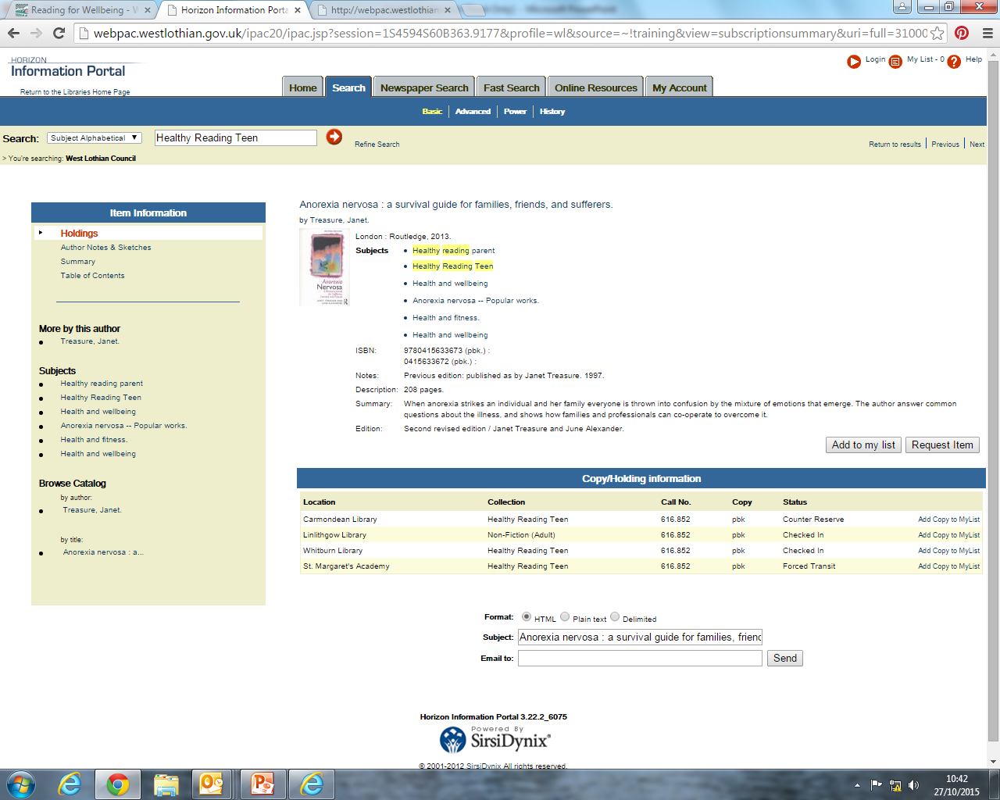 Reading for Wellbeing - W
Horizon Information Porta
http://webpac.westlothian
Only) - Microsoft PowerPoint
webpac.westlothian.gov.uk/ipac20/ipac.jsp?session=1S4594S60B363.9177&profile=wl&source=~!training&view=subscriptionsummary&uri=full=31000
HORIZON
Information Portal
Return to the Libraries Home Page
Login My List - 0 Help
Home Search Newspaper Search Fast Search Online Resources My Account
Basic Advanced Power History
Search: Subject Alphabetical Healthy Reading Teen Refine Search
Return to results Previous Next
> You're searching: West Lothian Council
Item Information
Holdings
Author Notes & Sketches
Summary
Table of Contents
More by this author
Treasure, Janet.
Subjects
Healthy reading parent
Healthy Reading Teen
Health and wellbeing
Anorexia nervosa -- Popular works.
Health and fitness.
Health and wellbeing
Browse Catalog
by author:
Treasure, Janet.
by title:
Anorexia nervosa : a...
Anorexia nervosa : a survival guide for families, friends, and sufferers.
by Treasure, Janet.
Anorexia
Nervosa
London : Routledge, 2013.
Subjects
Healthy reading parent
Healthy Reading Teen
Health and wellbeing
Anorexia nervosa -- Popular works.
Health and fitness.
Health and wellbeing
ISBN: 9780415633673 (pbk.) :
0415633672 (pbk.) :
Notes: Previous edition: published as by Janet Treasure. 1997.
Description: 208 pages.
Summary: When anorexia strikes an individual and her family everyone is thrown into confusion by the mixture of emotions that emerge. The author answer common
questions about the illness, and shows how families and professionals can co-operate to overcome it.
Edition: Second revised edition / Janet Treasure and June Alexander.
Add to my list Request Item
Copy/Holding information
Location Collection Call No. Copy Status
Carmondean Library Healthy Reading Teen 616.852 pbk Counter Reserve Add Copy to MyList
Linlithgow Library Non-Fiction (Adult) 616.852 pbk Checked In Add Copy to MyList
Whitburn Library Healthy Reading Teen 616.852 pbk Checked In Add Copy to MyList
St. Margaret's Academy Healthy Reading Teen 616.852 pbk Forced Transit Add Copy to MyList
Format: HTML Plain text Delimited
Subject: Anorexia nervosa : a survival guide for families, frienc
Email to: Send
Horizon Information Portal 3.22.2_6075
Powered By
SirsiDynix
© 2001-2012 SirsiDynix All rights reserved.
10:42
27/10/2015